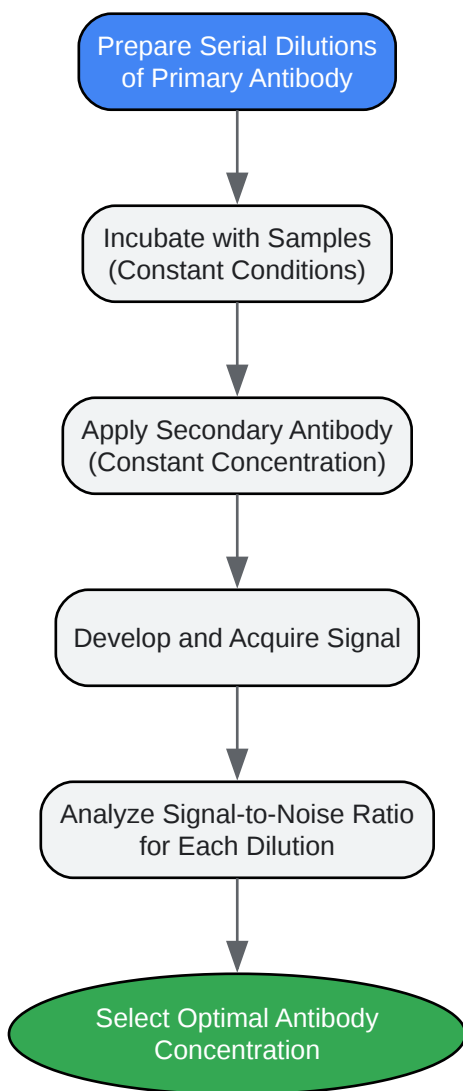 Prepare Serial Dilutions
of Primary Antibody
Incubate with Samples
(Constant Conditions)
Apply Secondary Antibody
(Constant Concentration)
Develop and Acquire Signal
Analyze Signal-to-Noise Ratio
for Each Dilution
Select Optimal Antibody
Concentration